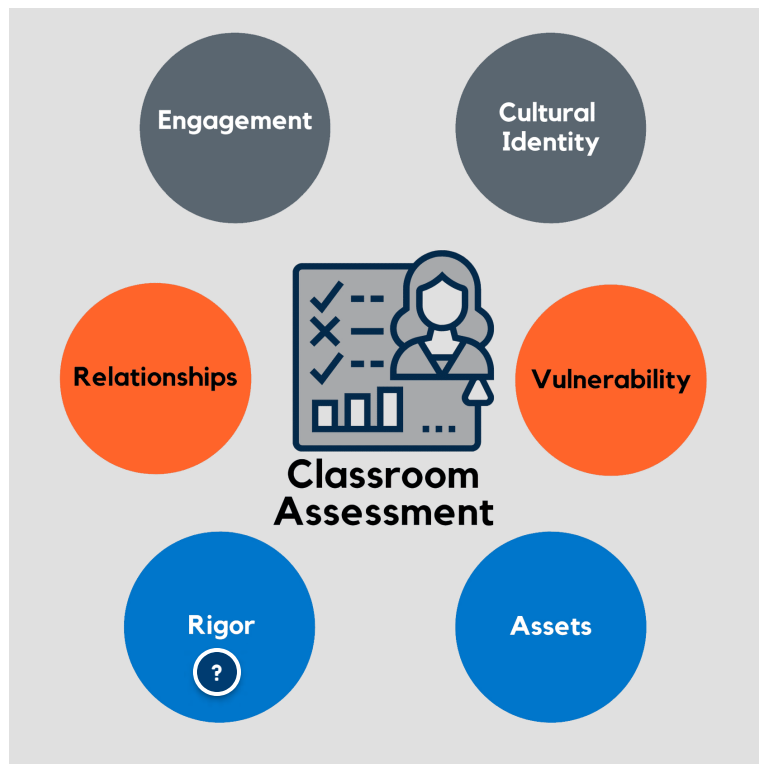 Engagement
Cultural
Identity
Relationships
Vulnerability
Classroom
Assessment
Rigor
?
Assets